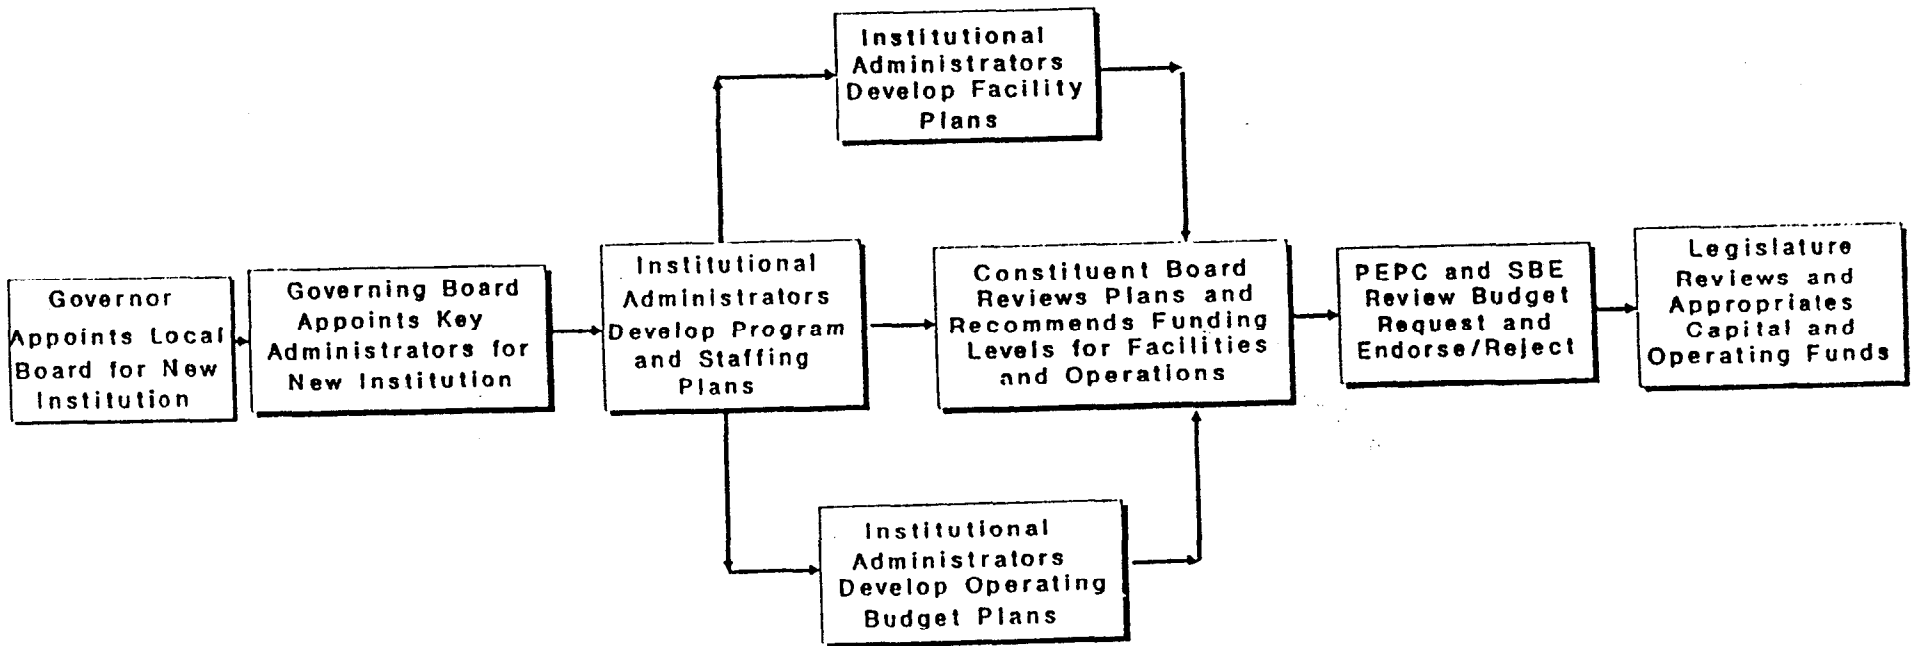 Institutional
Administrators
Develop Facility
Plans
Governor
Appoints Local
Board for New
Institution
Governing Board
Appoints Key
Administrators for
New Institution
Institutional
Administrators
Develop Program
and Staffing
Plans
Constituent Board
Reviews Plans and
Recommends Funding
Levels for Facilities
and Operations
PEPC and SBE
Review Budget
Request and
Endorse/Reject
Legislature
Reviews and
Appropriates
Capital and
Operating Funds
Institutional
Administrators
Develop Operating
Budget Plans